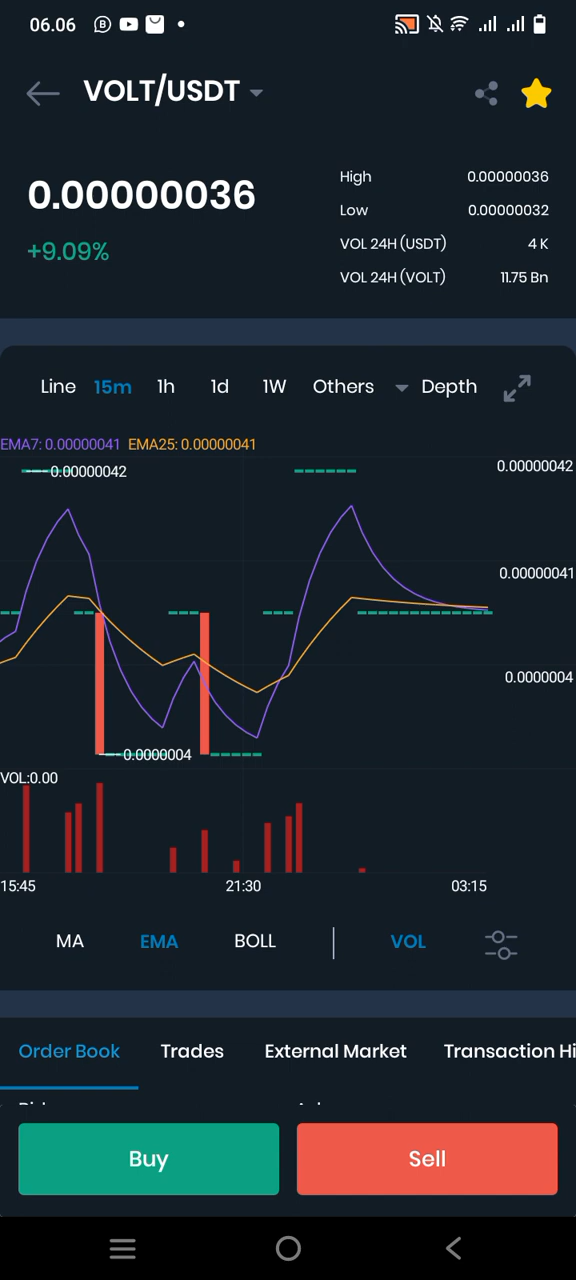 06.06
VOLT/USDT
0.00000036
+9.09%
High 0.00000036
Low 0.00000032
VOL 24H (USDT) 4 K
VOL 24H (VOLT) 11.75 Bn
Line 15m 1h 1d 1W Others Depth
EMA7: 0.00000041 EMA25: 0.00000041
0.00000042
0.00000042
0.00000041
0.0000004
0.0000004
VOL:0.00
15:45 21:30 03:15
MA EMA BOLL VOL
Order Book Trades External Market Transaction Hi
Buy Sell